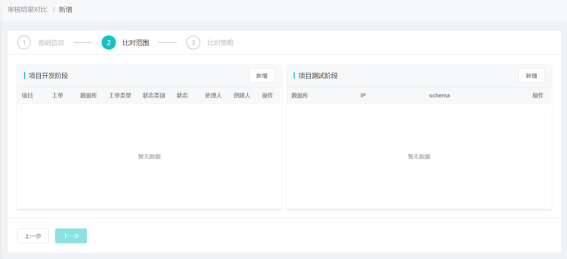 审核结果对比 / 新增
1 基础信息 2 比对范围 3 比对策略
项目开发阶段 新增
项目 工单 数据库 工单类型 状态类别 状态 处理人 创建人 操作
暂无数据
项目测试阶段 新增
数据库 IP schema 操作
暂无数据
上一步 下一步